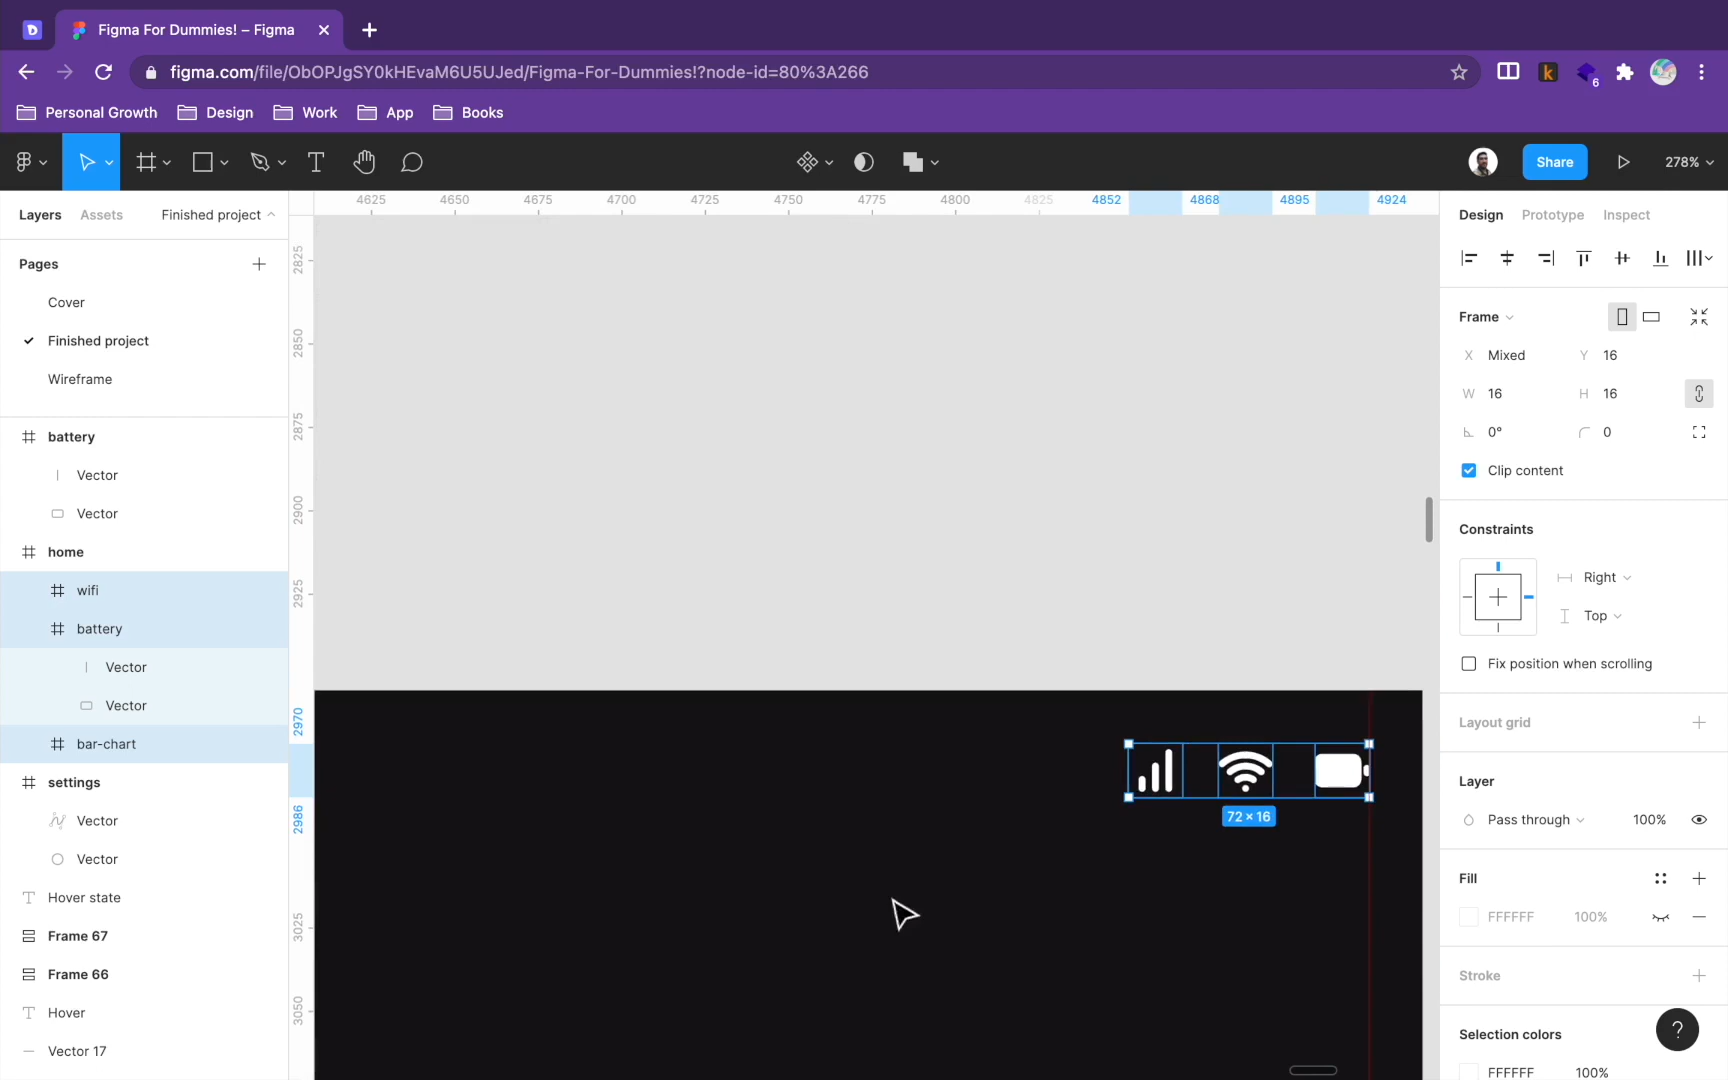 Figma For Dummies! – Figma
figma.com/file/ObOPJgSY0kHEvaM6U5UJed/Figma-For-Dummies!?node-id=80%3A266
6
Personal Growth Design Work App Books
Share 278%
Layers Assets Finished project
Pages
Cover
Finished project
Wireframe
battery
Vector
Vector
home
wifi
battery
Vector
Vector
bar-chart
settings
Vector
Vector
Hover state
Frame 67
Frame 66
Hover
Vector 17
4625 4650 4675 4700 4725 4750 4775 4800 4825 4852 4868 4895 4924
2825
2850
2875
2900
2925
2970
2986
3025
3050
72 × 16
Design Prototype Inspect
Frame
X Mixed Y 16
W 16 H 16
0° 0
Clip content
Constraints
Right
Top
Fix position when scrolling
Layout grid
Layer
Pass through 100%
Fill
FFFFFF 100%
Stroke
Selection colors
?
FFFFFF 100%